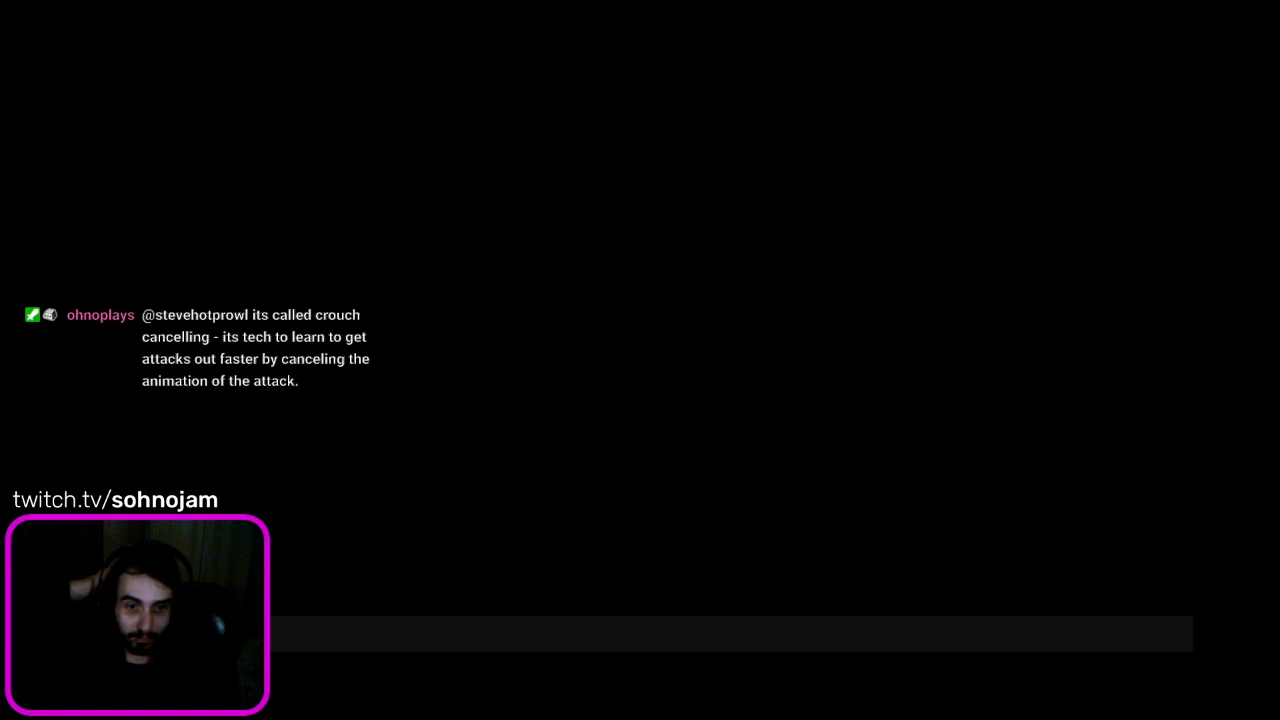 ohnoplays @stevehotprowl its called crouch
cancelling - its tech to learn to get
attacks out faster by canceling the
animation of the attack.
twitch.tv/sohnojam